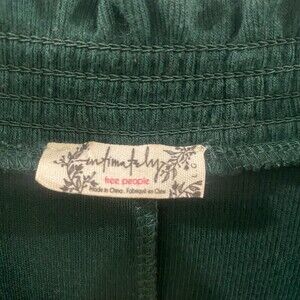 intimately
free people
Made in China. Fabriqué en Chine